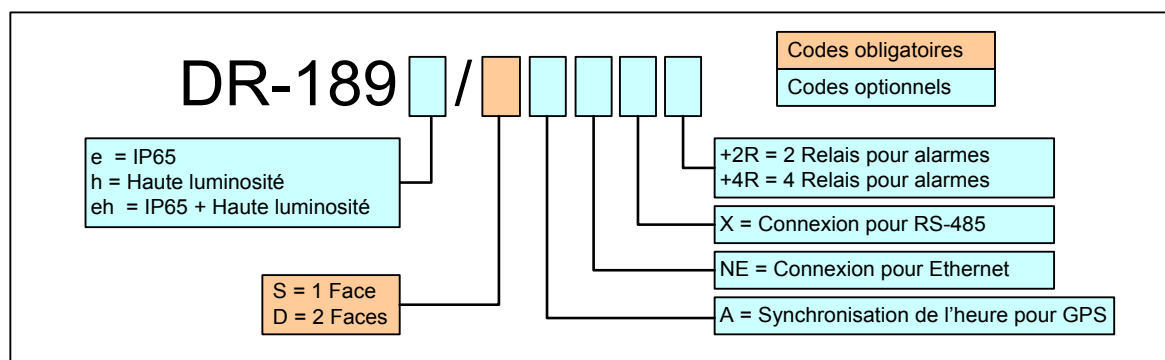 DR-189 /
Codes obligatoires
Codes optionnels
e = IP65
h = Haute luminosité
eh = IP65 + Haute luminosité
+2R = 2 Relais pour alarmes
+4R = 4 Relais pour alarmes
X = Connexion pour RS-485
NE = Connexion pour Ethernet
S = 1 Face
D = 2 Faces
A = Synchronisation de l'heure pour GPS